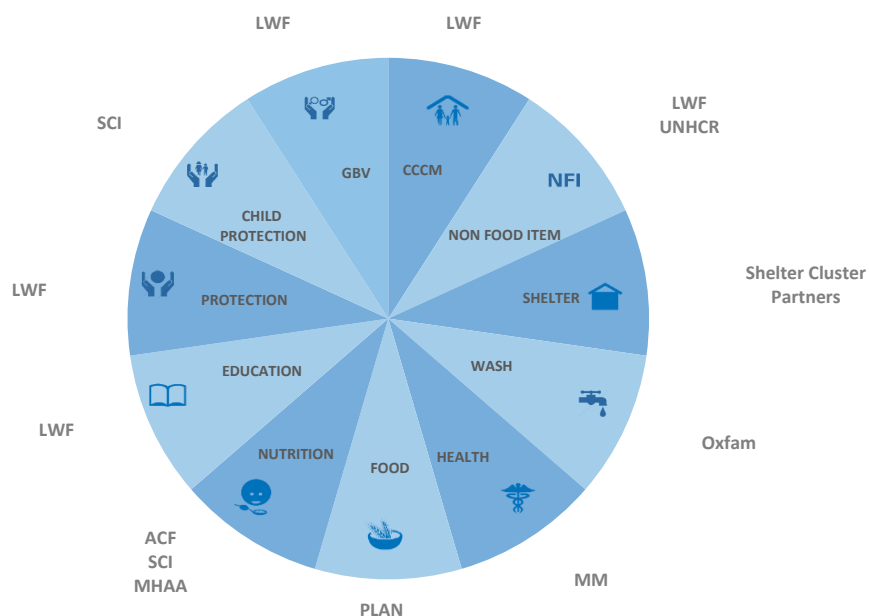 LWF
LWF
SCI
LWF
UNHCR
GBV
CCCM
NFI
CHILD
PROTECTION
NON FOOD ITEM
LWF
PROTECTION
SHELTER
Shelter Cluster
Partners
EDUCATION
WASH
LWF
Oxfam
NUTRITION
FOOD
HEALTH
ACF
SCI
MHAA
MM
PLAN